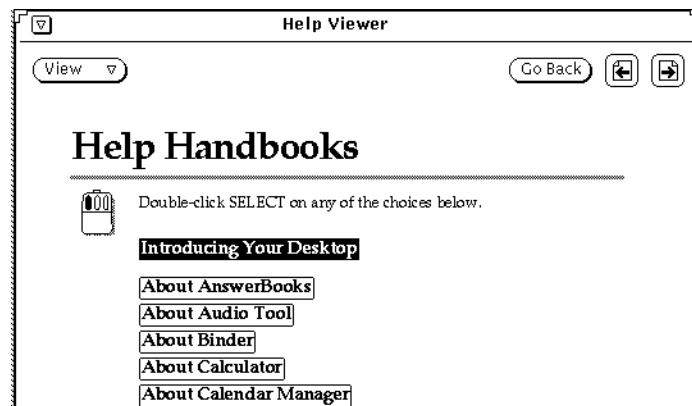 Help Viewer
View
Go Back
Help Handbooks
Double-click SELECT on any of the choices below.
Introducing Your Desktop
About AnswerBooks
About Audio Tool
About Binder
About Calculator
About Calendar Manager